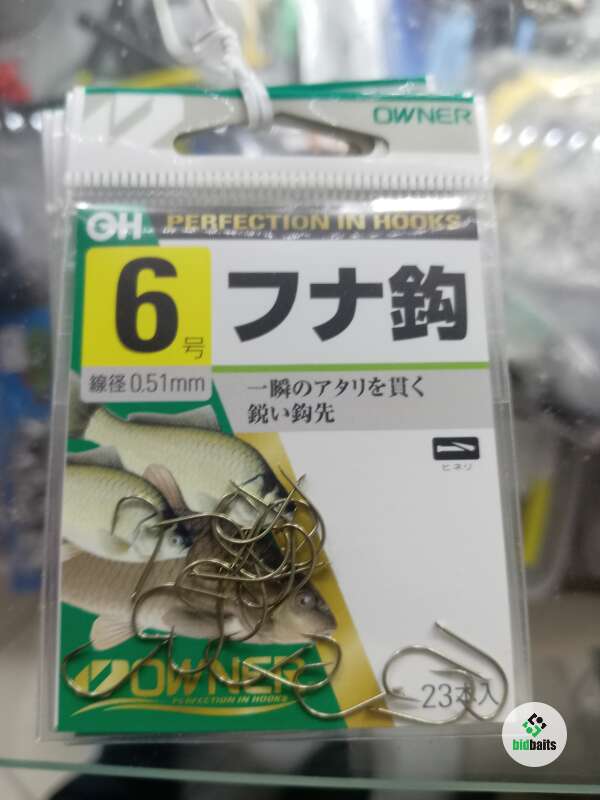 OWNER
OH PERFECTION IN HOOKS
6号
フナ鈎
線径0.51mm
一瞬のアタリを貫く
鋭い鈎先
ヒネリ
OWNER
PERFECTION IN HOOKS
23本入
bidbaits